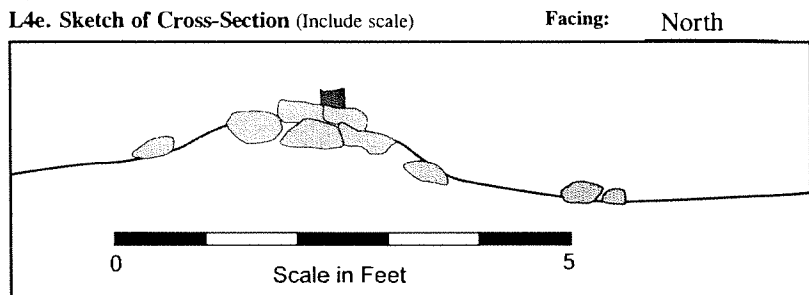 L4e. Sketch of Cross-Section (Include scale) Facing: North
0 5
Scale in Feet